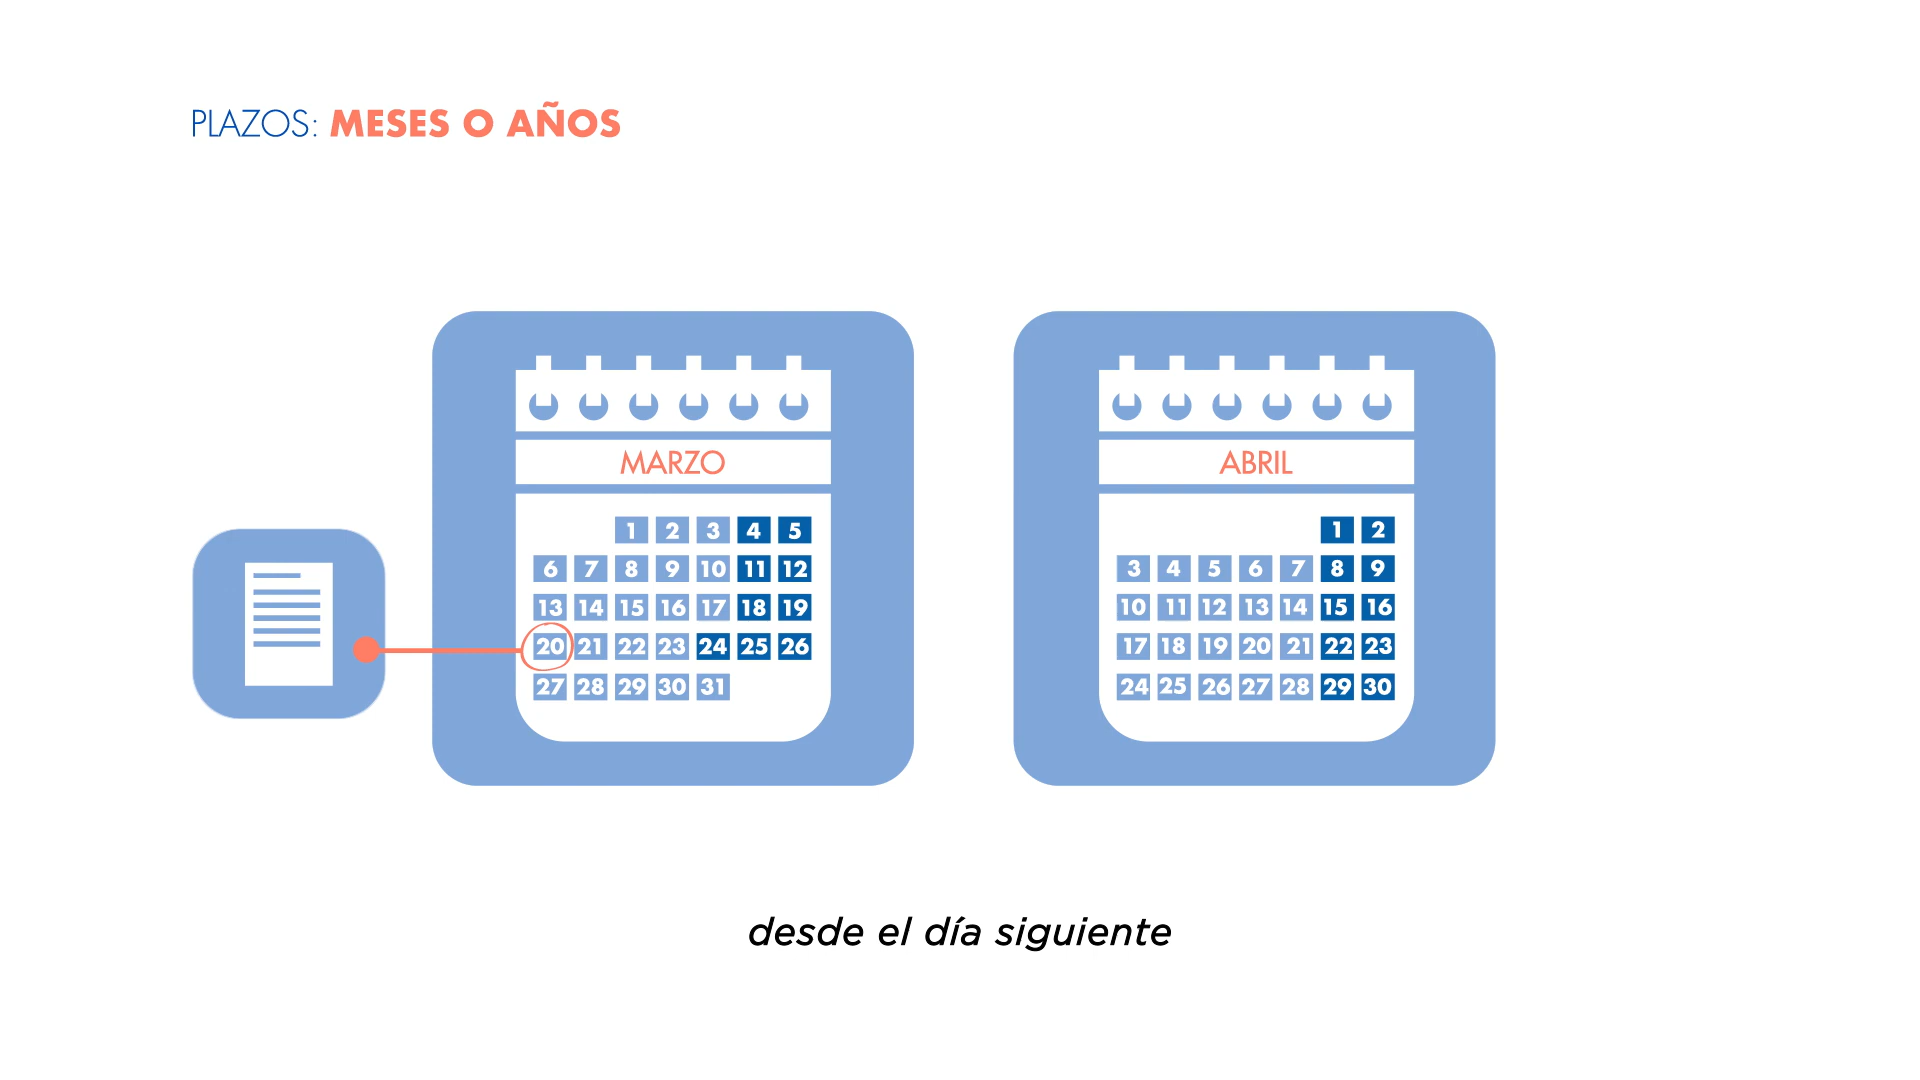 PLAZOS: MESES O AÑOS
MARZO
1 2 3 4 5
6 7 8 9 10 11 12
13 14 15 16 17 18 19
20 21 22 23 24 25 26
27 28 29 30 31
ABRIL
1 2
3 4 5 6 7 8 9
10 11 12 13 14 15 16
17 18 19 20 21 22 23
24 25 26 27 28 29 30
desde el día siguiente